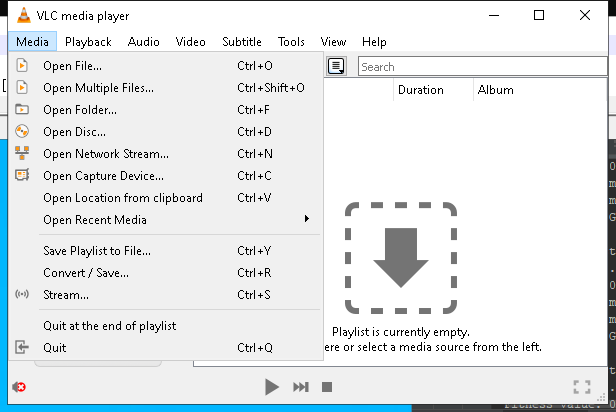 VLC media player
Media Playback Audio Video Subtitle Tools View Help
Open File... Ctrl+O
Search
Open Multiple Files... Ctrl+Shift+O
Duration Album
Open Folder... Ctrl+F
Open Disc... Ctrl+D
Open Network Stream... Ctrl+N
Open Capture Device... Ctrl+C
Open Location from clipboard Ctrl+V
Open Recent Media
Save Playlist to File... Ctrl+Y
Convert / Save... Ctrl+R
Stream... Ctrl+S
Quit at the end of playlist
Quit Ctrl+Q
Playlist is currently empty.
ere or select a media source from the left.